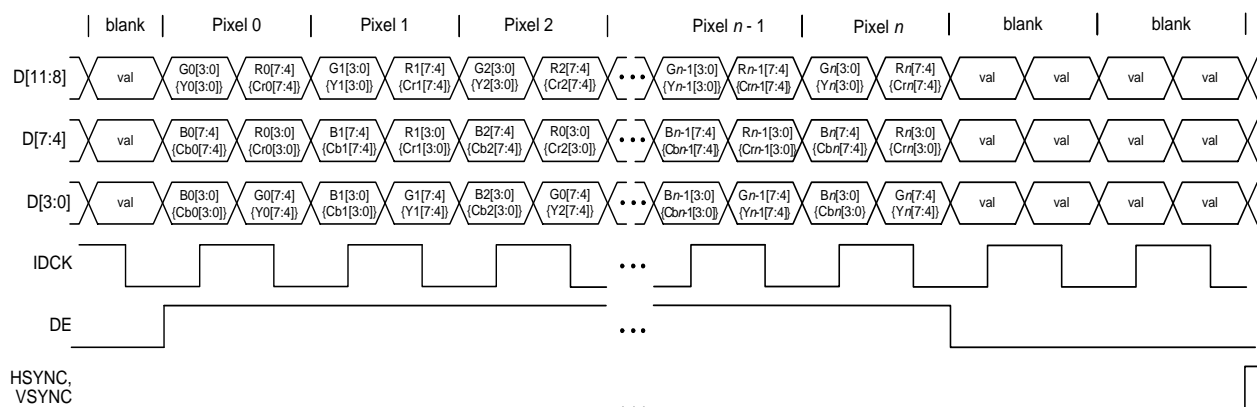 blank Pixel 0 Pixel 1 Pixel 2 Pixel n - 1 Pixel n blank blank
G0[3:0] R0[7:4] G1[3:0] R1[7:4] G2[3:0] R2[7:4] Gn-1[3:0] Rn-1[7:4] Gn[3:0] Rn[7:4]
D[11:8] val ••• val val val val
{Y0[3:0]} {Cr0[7:4]} {Y1[3:0]} {Cr1[7:4]} {Y2[3:0]} {Cr2[7:4]} {Yn-1[3:0]} {Crn-1[7:4]} {Yn[3:0]} {Crn[7:4]}
B0[7:4] R0[3:0] B1[7:4] R1[3:0] B2[7:4] R0[3:0] Bn-1[7:4] Rn-1[3:0] Bn[7:4] Rn[3:0]
D[7:4] val ••• val val val val
{Cb0[7:4]} {Cr0[3:0]} {Cb1[7:4]} {Cr1[3:0]} {Cb2[7:4]} {Cr2[3:0]} {Cbn-1[7:4]} {Crn-1[3:0]} {Cbn[7:4]} {Crn[3:0]}
B0[3:0] G0[7:4] B1[3:0] G1[7:4] B2[3:0] G0[7:4] Bn-1[3:0] Gn-1[7:4] Bn[3:0] Gn[7:4]
D[3:0] val ••• val val val val
{Cb0[3:0]} {Y0[7:4]} {Cb1[3:0]} {Y1[7:4]} {Cb2[3:0]} {Y2[7:4]} {Cbn-1[3:0]} {Yn-1[7:4]} {Cbn[3:0} {Yn[7:4]}
IDCK •••
DE •••
HSYNC,
VSYNC •••